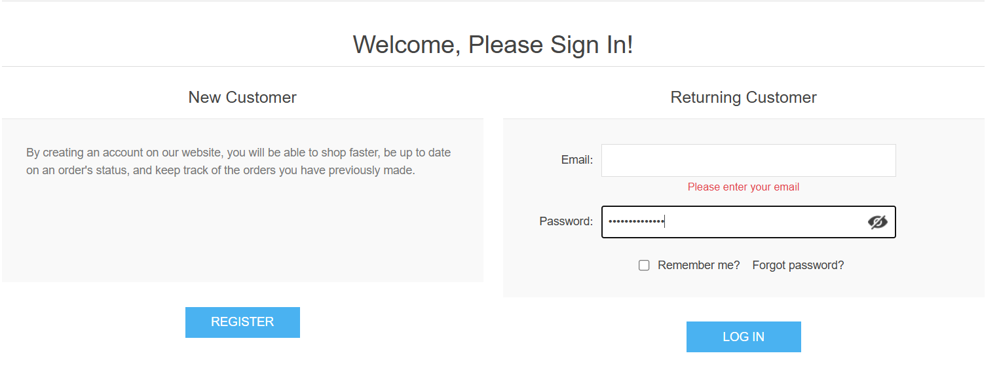 Welcome, Please Sign In!
New Customer
By creating an account on our website, you will be able to shop faster, be up to date
on an order's status, and keep track of the orders you have previously made.
REGISTER
Returning Customer
Email:
Please enter your email
Password:
••••••••••••••
Remember me? Forgot password?
LOG IN